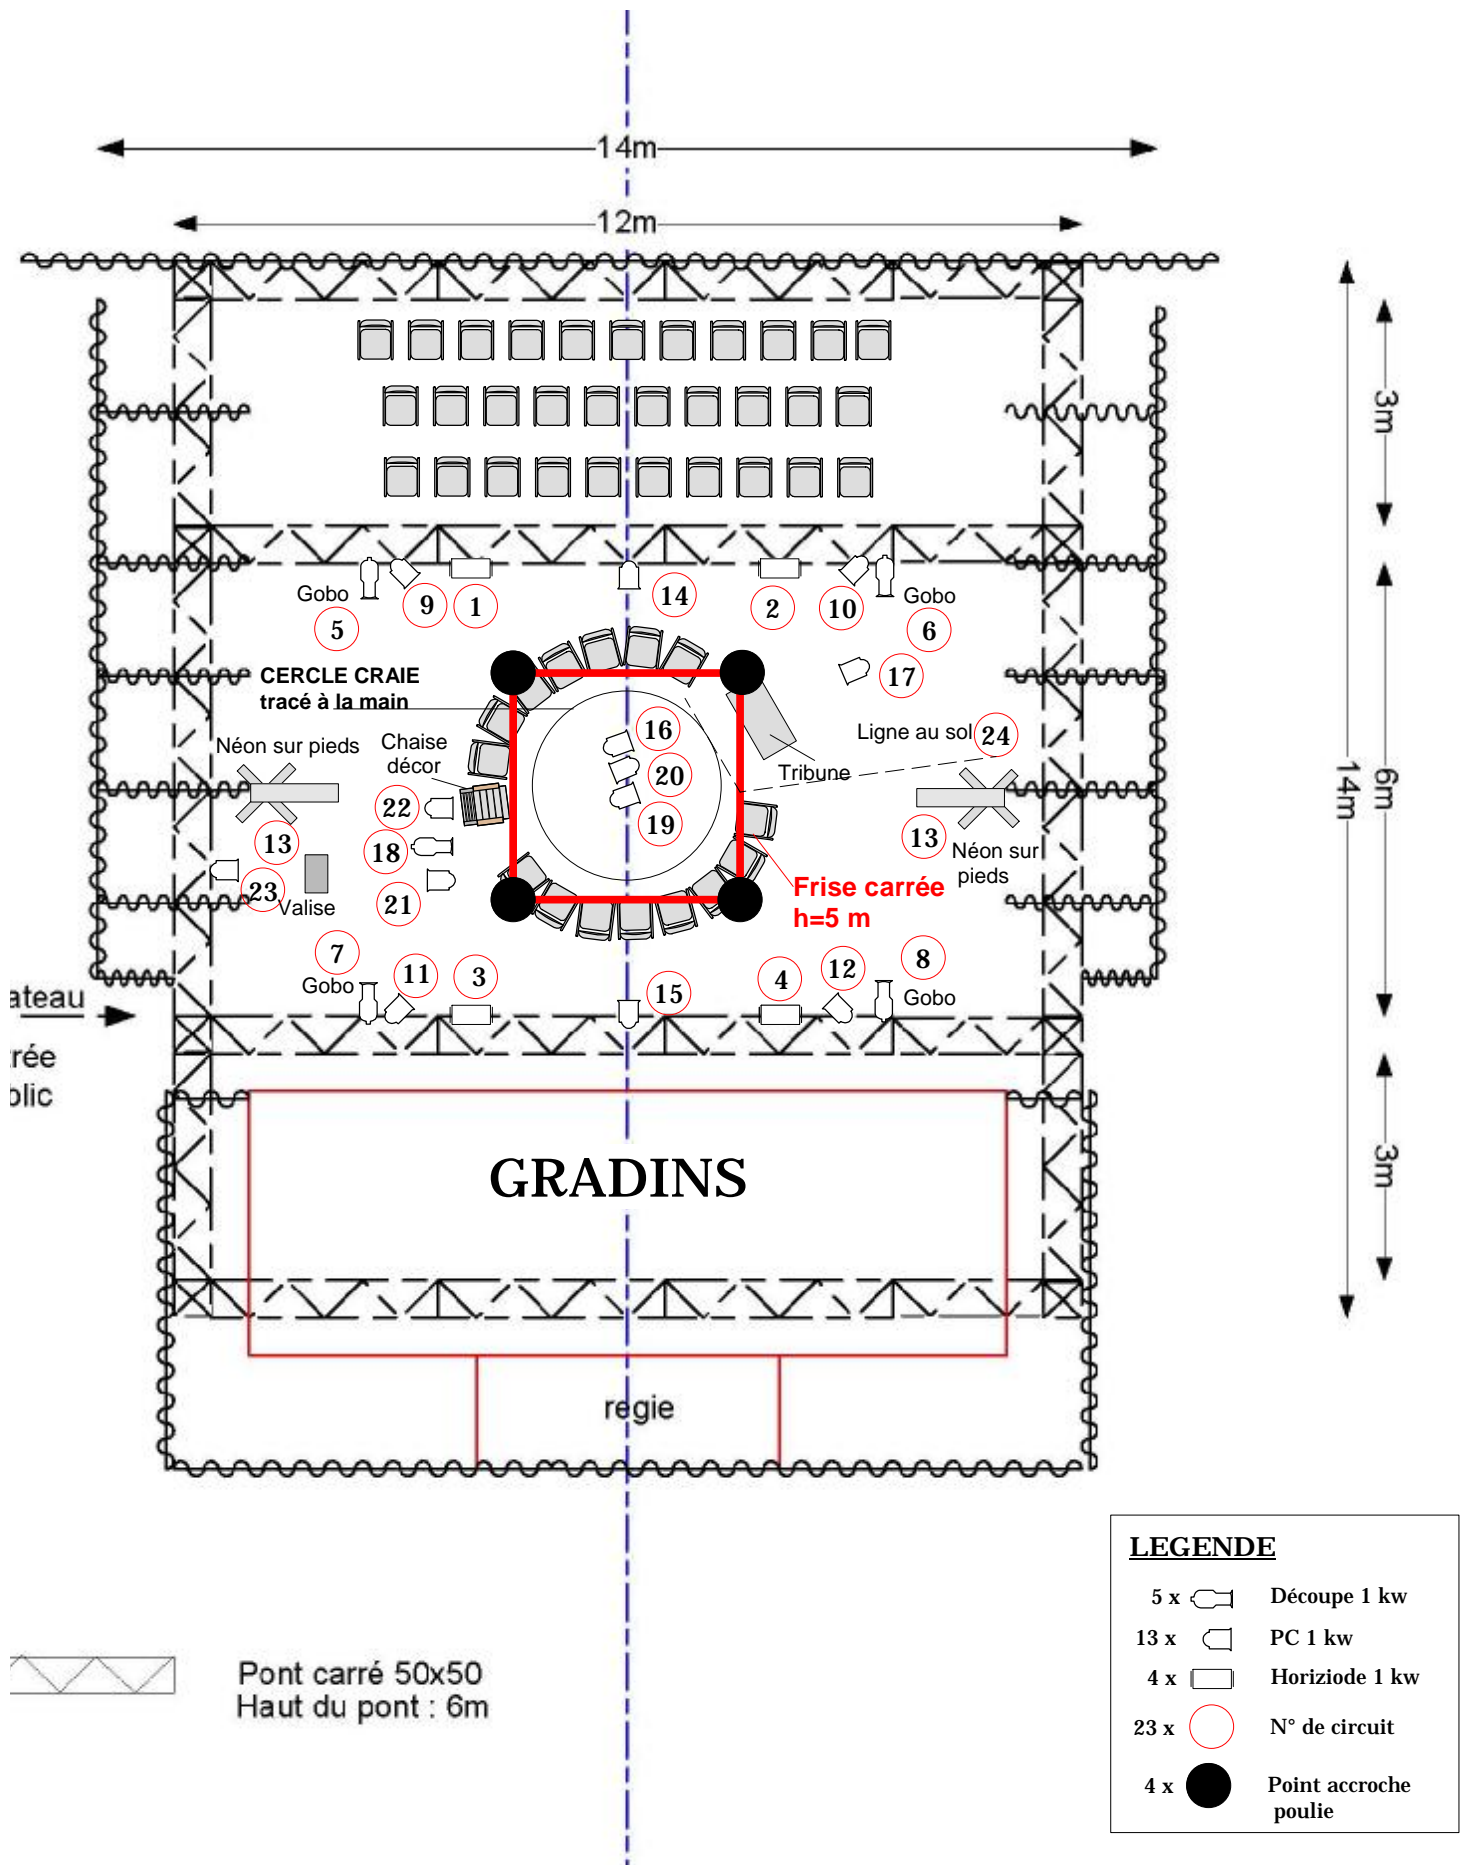 14m
12m
3m
Gobo
5
9
1
14
2
10
Gobo
6
17
CERCLE CRAIE
tracé à la main
16
20
19
Ligne au sol
24
Néon sur pieds
Chaise
décor
Tribune
22
18
21
13
23
Valise
13
Néon sur
pieds
Frise carrée
h=5 m
14m
6m
7
Gobo
11
3
15
4
12
8
Gobo
ateau
rée
blic
3m
GRADINS
regie
LEGENDE
5 x Découpe 1 kw
13 x PC 1 kw
4 x Horiziode 1 kw
23 x N° de circuit
4 x Point accroche
poulie
Pont carré 50x50
Haut du pont : 6m